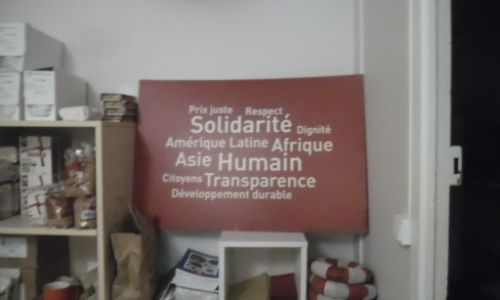 Prix juste Respect
Solidarité Dignité
Amérique Latine Afrique
Asie Humain
Citoyens Transparence
Développement durable